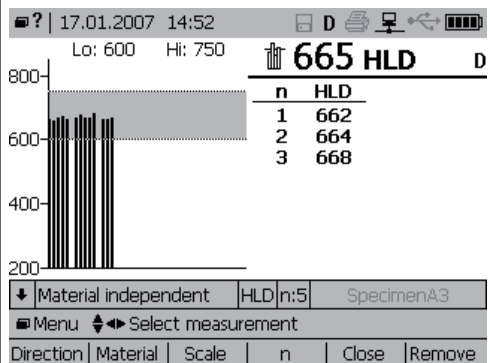 ? | 17.01.2007 14:52 D
Lo: 600 Hi: 750
665 HLD D
n HLD
1 662
2 664
3 668
800
600
400
200
Material independent HLD n:5 SpecimenA3
Menu Select measurement
Direction | Material | Scale | n | Close | Remove